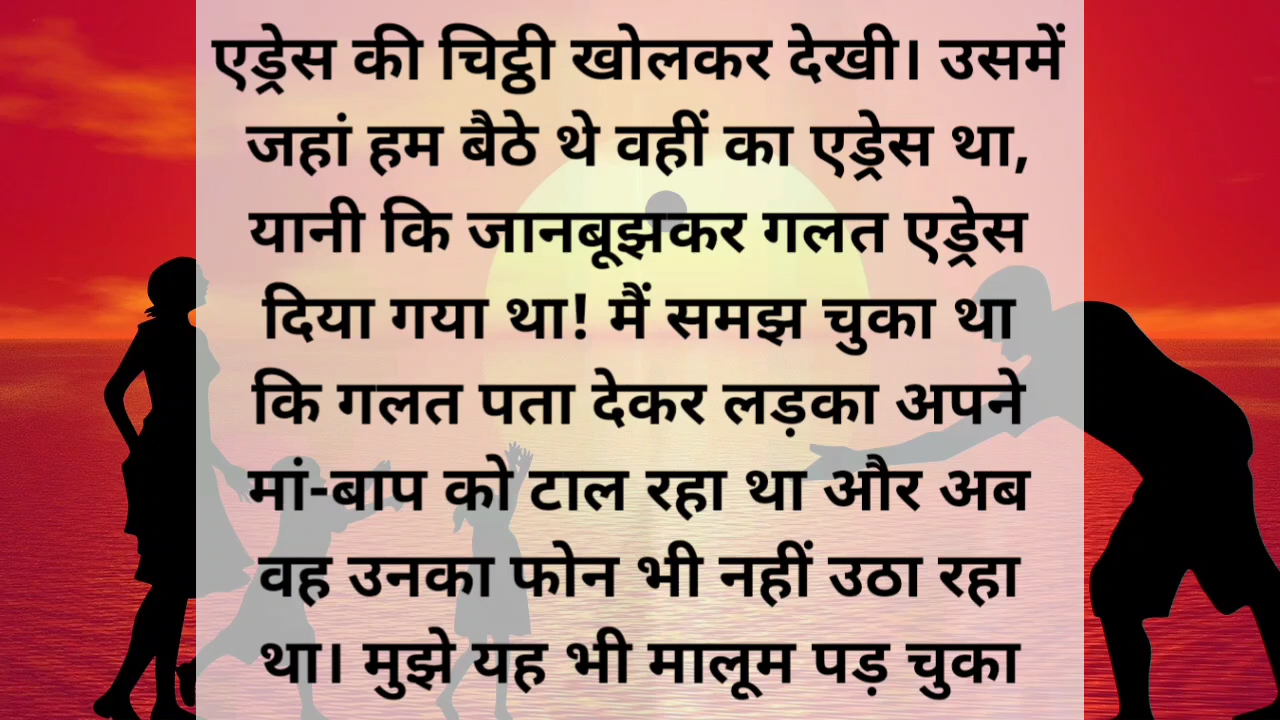 एड्रेस की चिट्ठी खोलकर देखी। उसमें
जहां हम बैठे थे वहीं का एड्रेस था,
यानी कि जानबूझकर गलत एड्रेस
दिया गया था! मैं समझ चुका था
कि गलत पता देकर लड़का अपने
मां-बाप को टाल रहा था और अब
वह उनका फोन भी नहीं उठा रहा
था। मुझे यह भी मालूम पड़ चुका